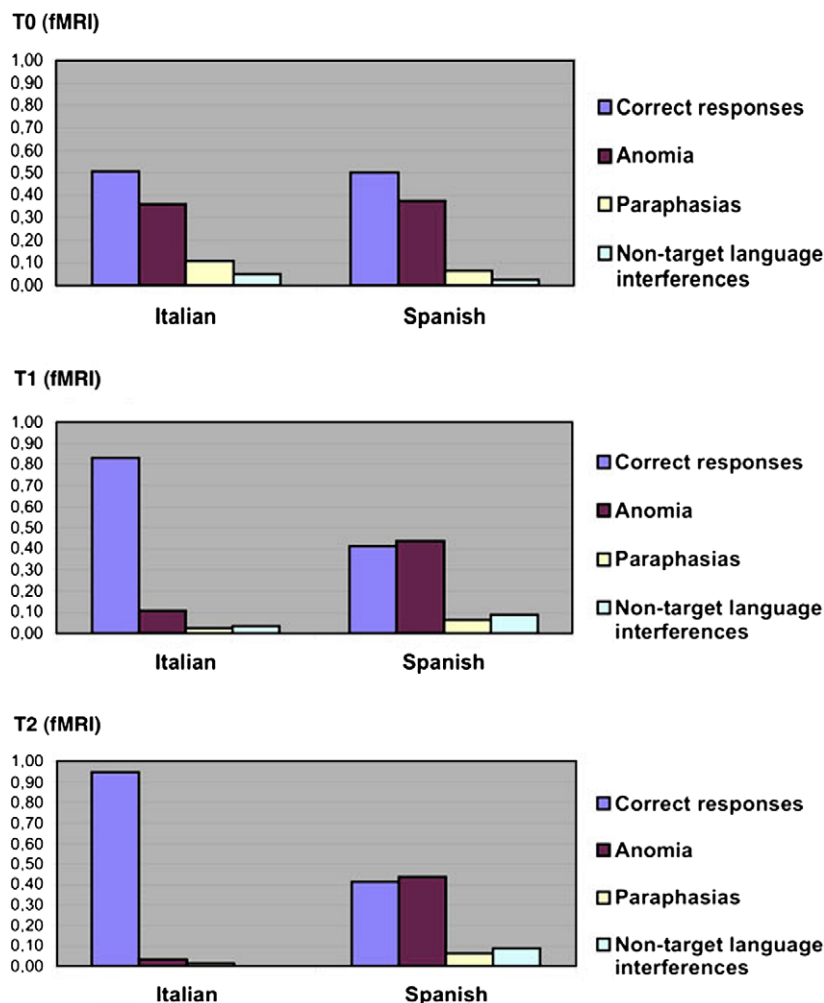 T0 (fMRI)
1,00
0,90
0,80
0,70
0,60
0,50
0,40
0,30
0,20
0,10
0,00
Italian
Spanish
Correct responses
Anomia
Paraphasias
Non-target language
interferences
T1 (fMRI)
1,00
0,90
0,80
0,70
0,60
0,50
0,40
0,30
0,20
0,10
0,00
Italian
Spanish
Correct responses
Anomia
Paraphasias
Non-target language
interferences
T2 (fMRI)
1,00
0,90
0,80
0,70
0,60
0,50
0,40
0,30
0,20
0,10
0,00
Italian
Spanish
Correct responses
Anomia
Paraphasias
Non-target language
interferences